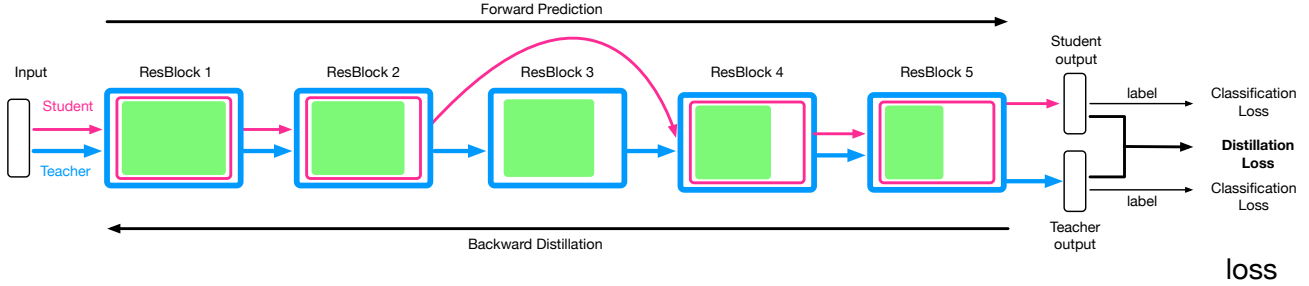 Forward Prediction
Input
ResBlock 1
ResBlock 2
ResBlock 3
ResBlock 4
ResBlock 5
Student
output
Student
Teacher
label
Classification
Loss
Distillation
Loss
label
Classification
Loss
Teacher
output
Backward Distillation
loss